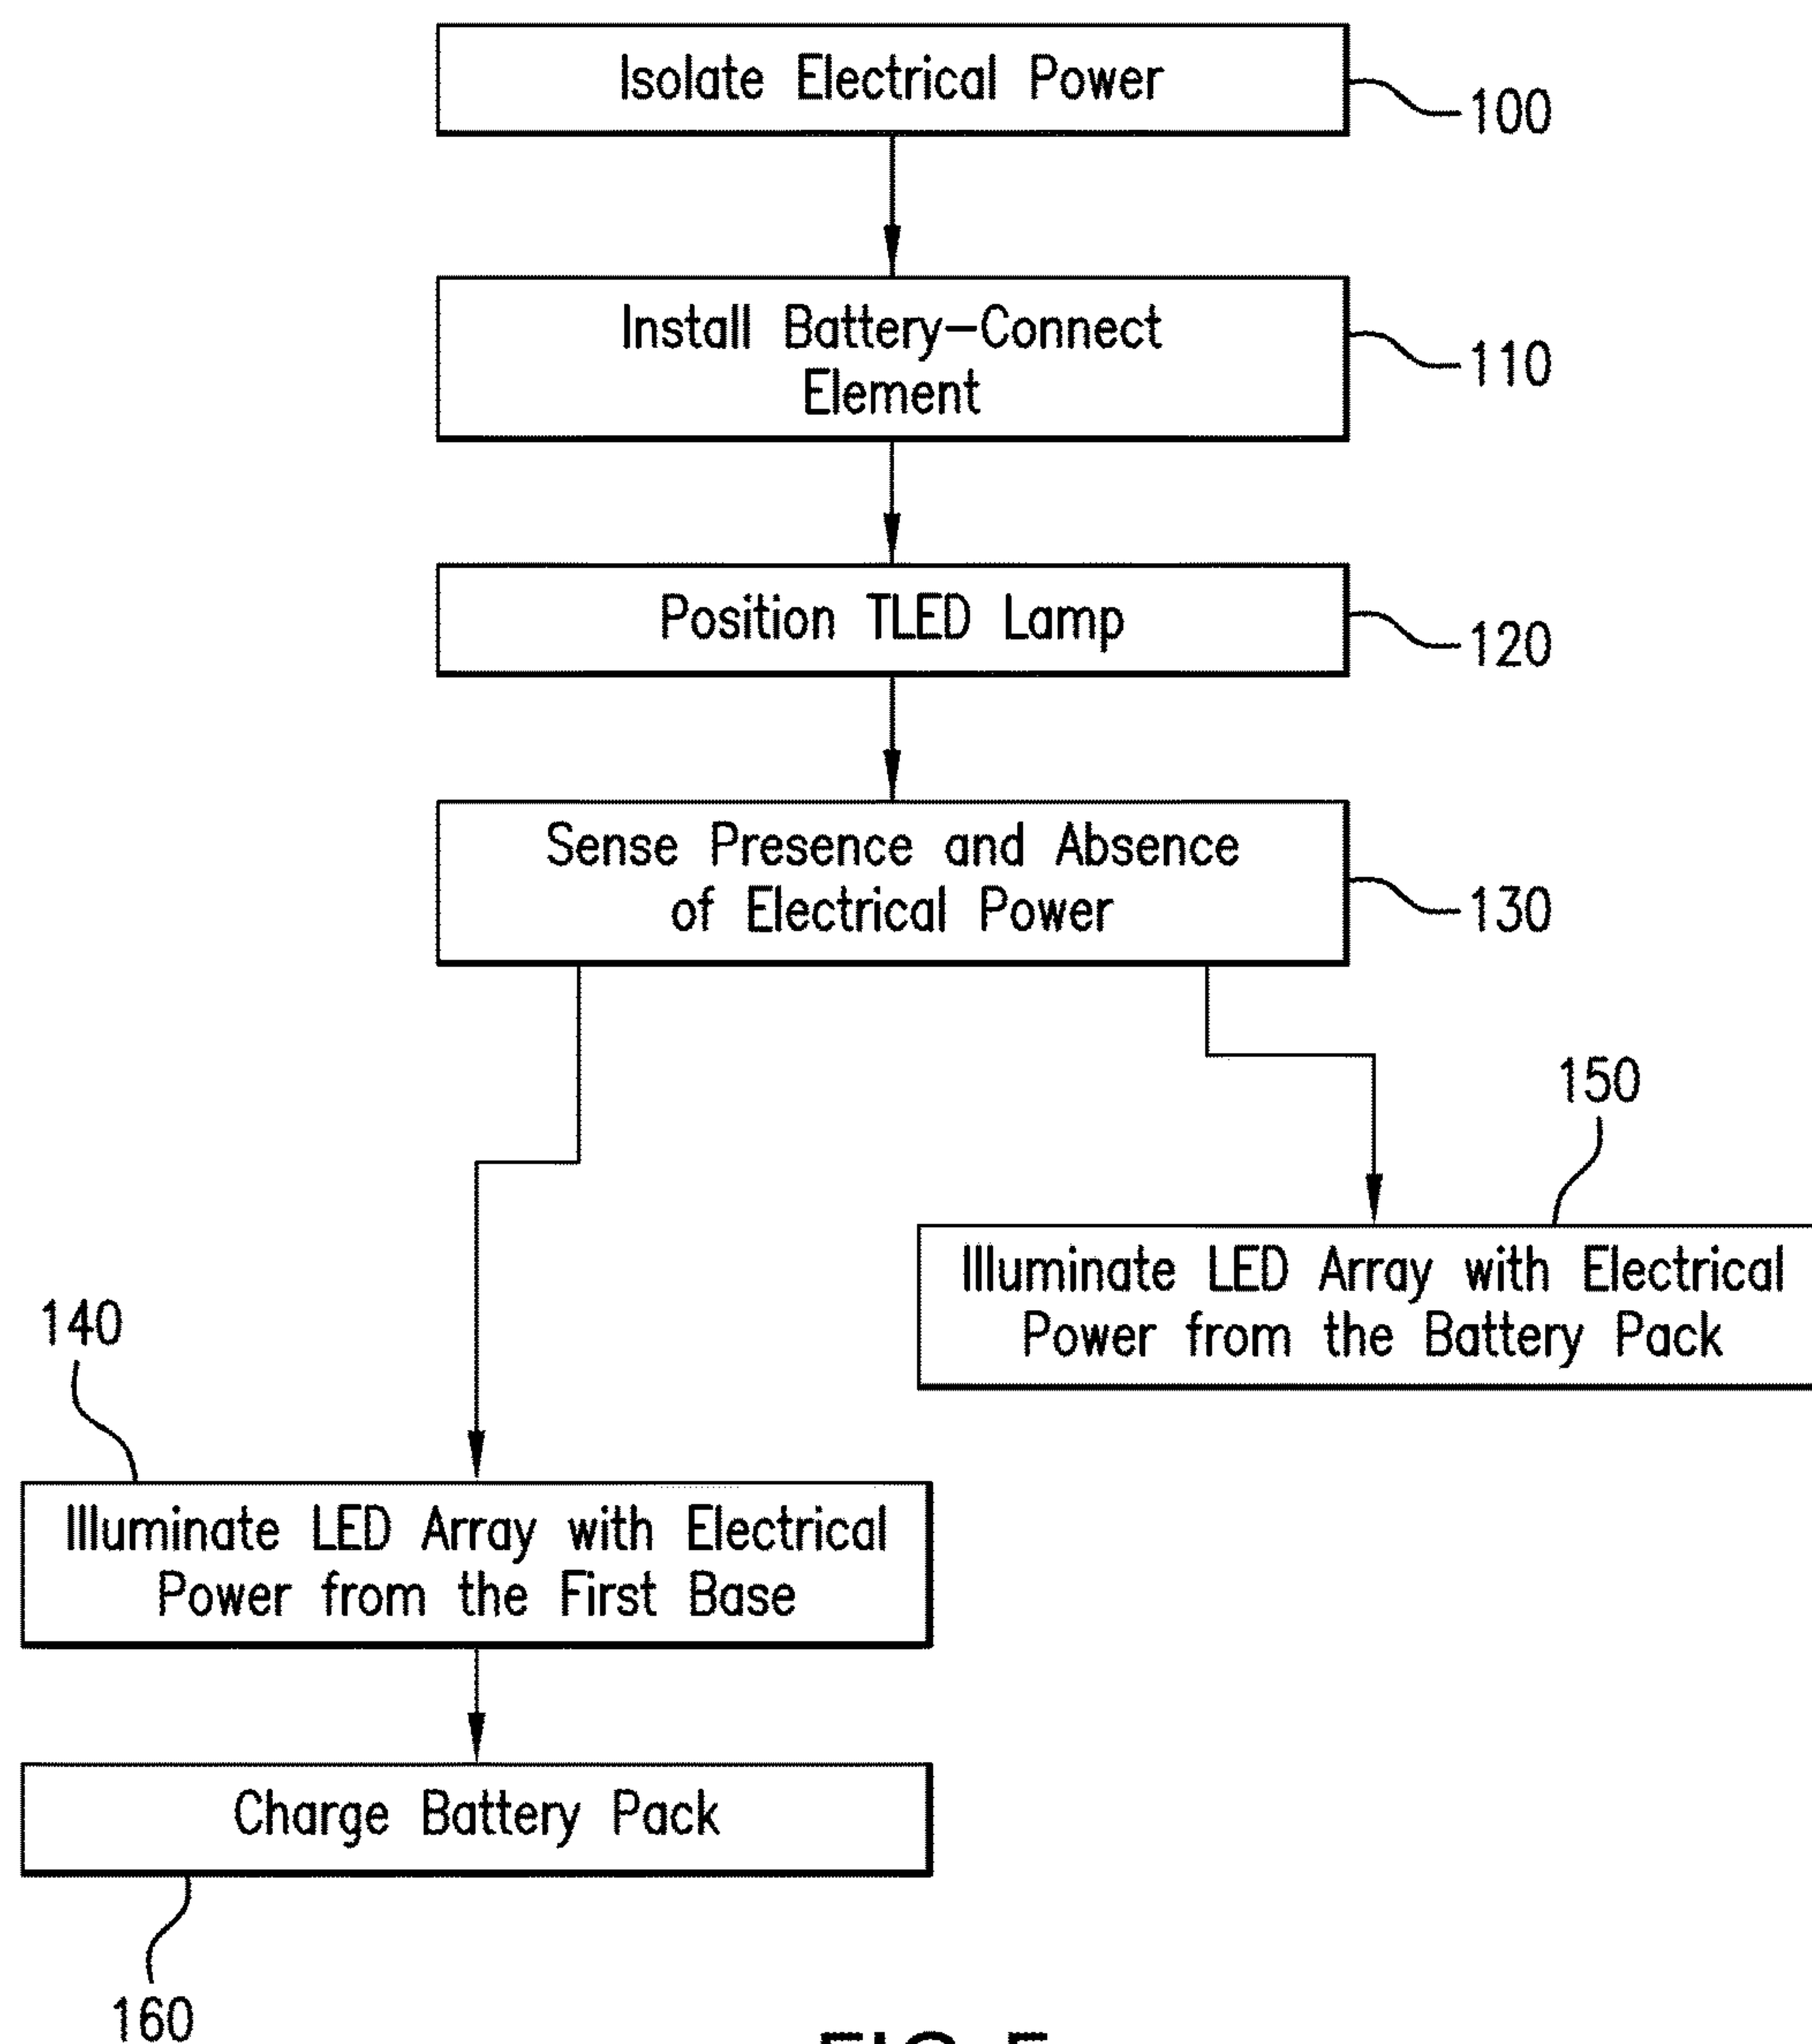 Isolate Electrical Power
100
Install Battery-Connect
Element
110
Position TLED Lamp
120
Sense Presence and Absence
of Electrical Power
130
150
Illuminate LED Array with Electrical
Power from the Battery Pack
140
Illuminate LED Array with Electrical
Power from the First Base
Charge Battery Pack
160